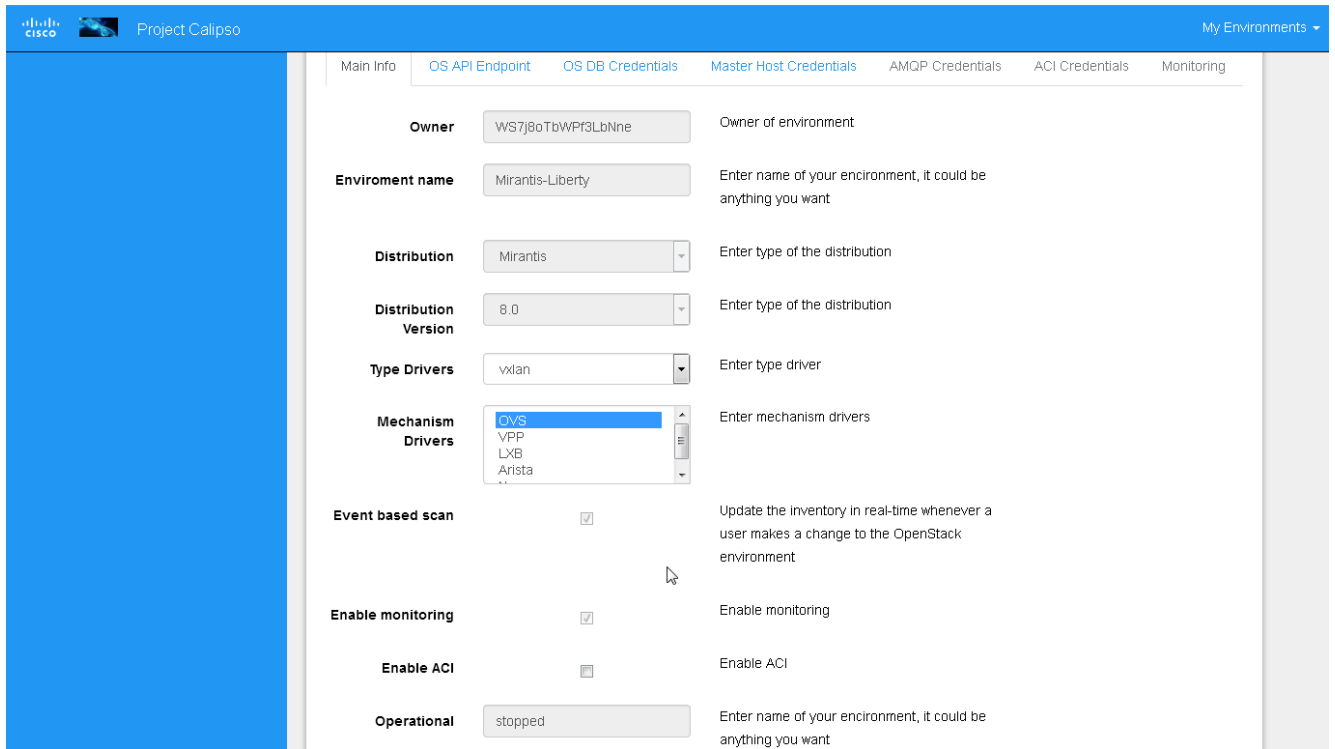 cisco
Project Calipso
My Environments
Main Info OS API Endpoint OS DB Credentials Master Host Credentials AMQP Credentials ACI Credentials Monitoring
Owner WS7j8oTbWPf3LbNne Owner of environment
Enviroment name Mirantis-Liberty Enter name of your encironment, it could be
anything you want
Distribution Mirantis Enter type of the distribution
Distribution
Version 8.0 Enter type of the distribution
Type Drivers vxlan Enter type driver
Mechanism
Drivers
OVS
VPP
LXB
Arista
Enter mechanism drivers
Event based scan Update the inventory in real-time whenever a
user makes a change to the OpenStack
environment
Enable monitoring Enable monitoring
Enable ACI Enable ACI
Operational stopped Enter name of your encironment, it could be
anything you want